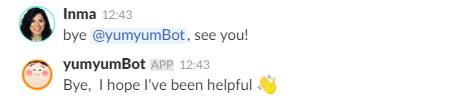 Inma 12:43
bye @yumyumBot, see you!
yumyumBot APP 12:43
Bye, I hope I've been helpful 👋